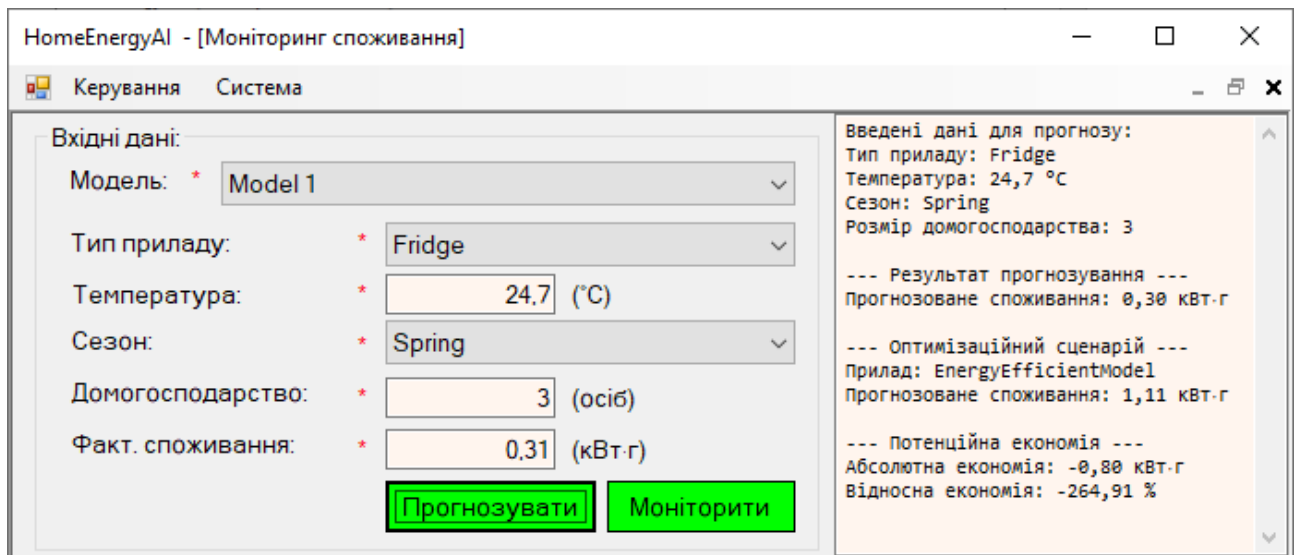 HomeEnergyAI - [Моніторинг споживання]
Керування Система
Вхідні дані:
Модель: * Model 1
Тип приладу: * Fridge
Температура: * 24,7 (°C)
Сезон: * Spring
Домогосподарство: * 3 (осіб)
Факт. споживання: * 0,31 (кВт·г)
Прогнозувати Моніторити
Введені дані для прогнозу:
Тип приладу: Fridge
Температура: 24,7 °C
Сезон: Spring
Розмір домогосподарства: 3
--- Результат прогнозування ---
Прогнозоване споживання: 0,30 кВт·г
--- Оптимізаційний сценарій ---
Прилад: EnergyEfficientModel
Прогнозоване споживання: 1,11 кВт·г
--- Потенційна економія ---
Абсолютна економія: -0,80 кВт·г
Відносна економія: -264,91 %